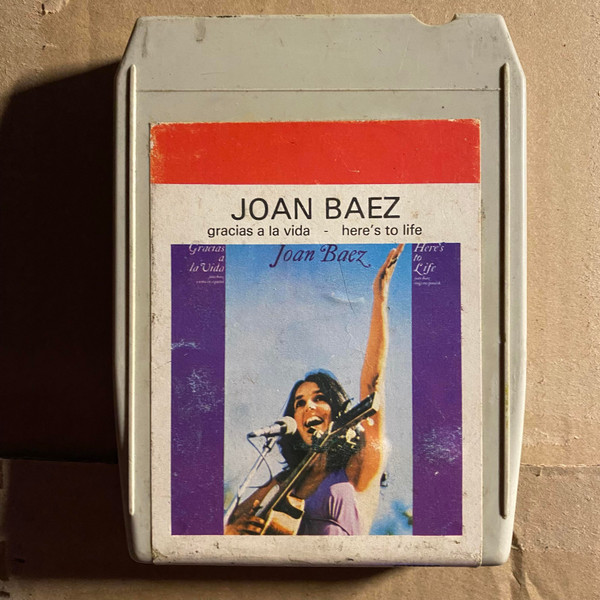 JOAN BAEZ
gracias a la vida - here's to life
Gracias
a
la Vida
Joan Baez
Here's
to
Life